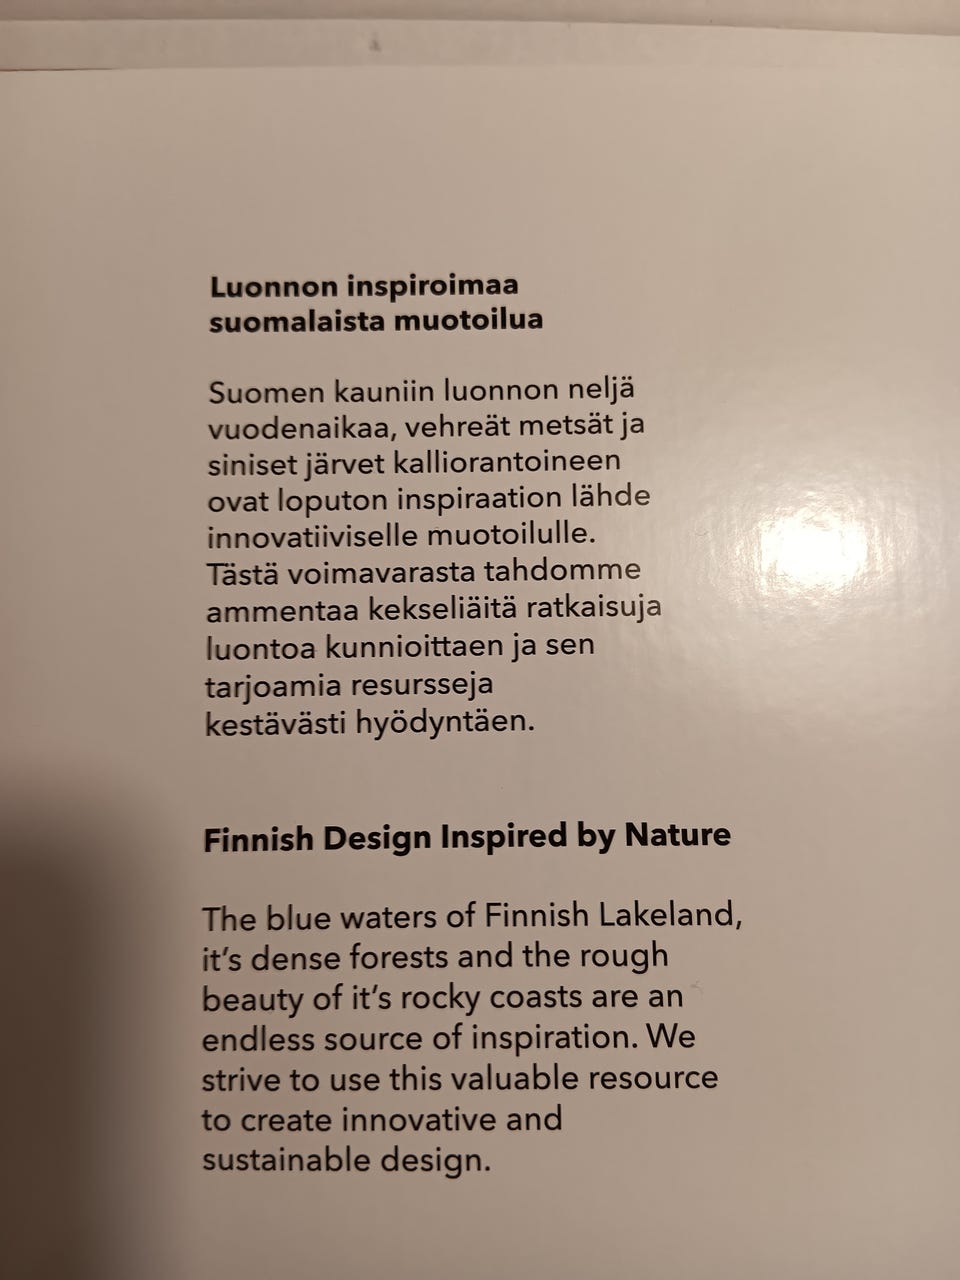 Luonnon inspiroimaa
suomalaista muotoilua
Suomen kauniin luonnon neljä
vuodenaikaa, vehreät metsät ja
siniset järvet kalliorantoineen
ovat loputon inspiraation lähde
innovatiiviselle muotoilulle.
Tästä voimavarasta tahdomme
ammentaa kekseliäitä ratkaisuja
luontoa kunnioittaen ja sen
tarjoamia resursseja
kestävästi hyödyntäen.
Finnish Design Inspired by Nature
The blue waters of Finnish Lakeland,
it's dense forests and the rough
beauty of it's rocky coasts are an
endless source of inspiration. We
strive to use this valuable resource
to create innovative and
sustainable design.